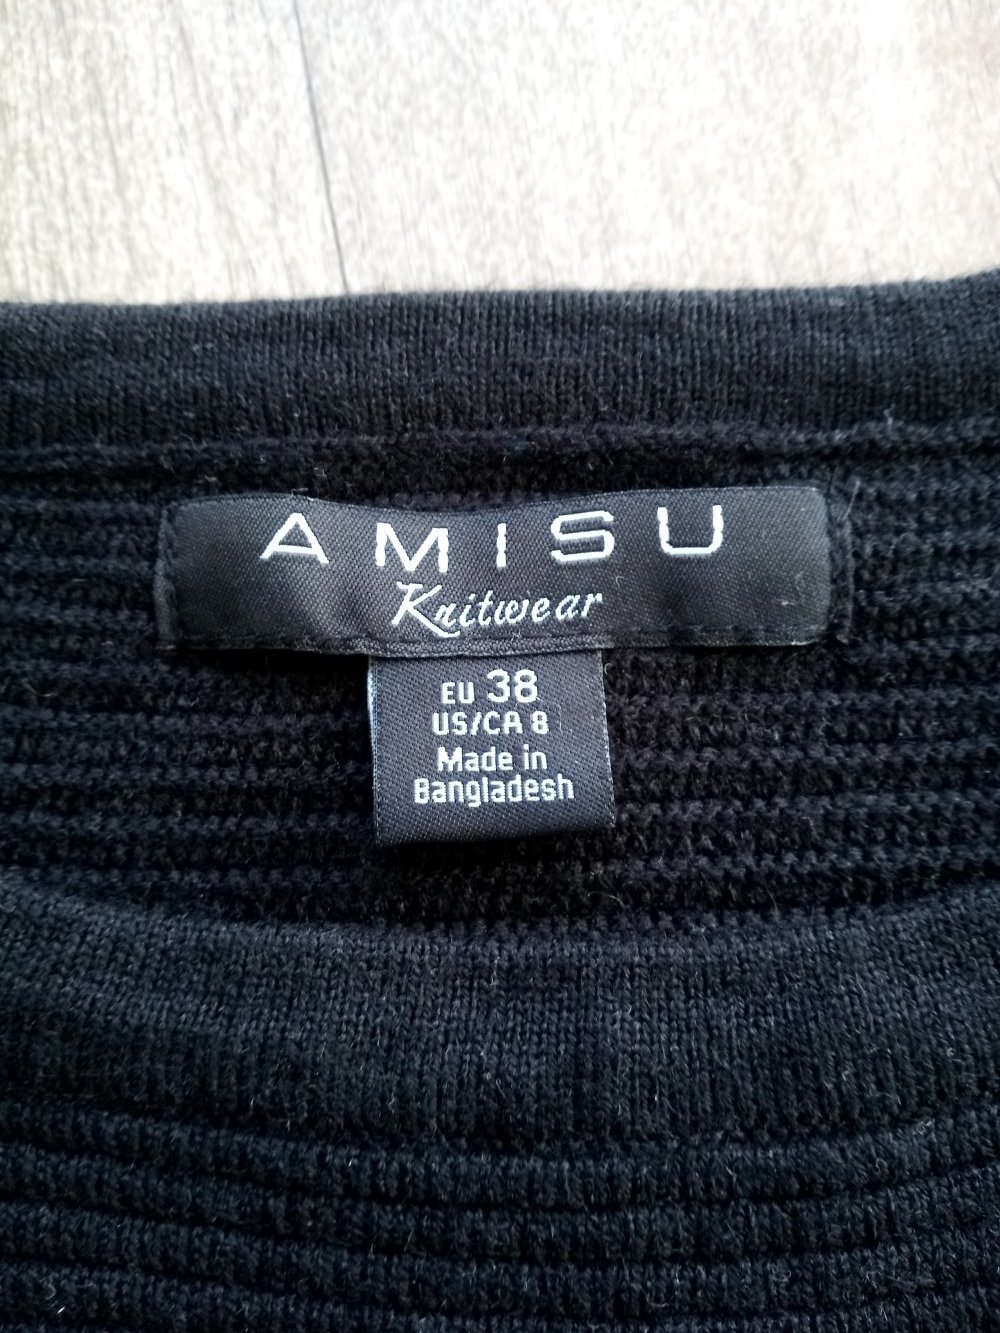 AMISU
Knitwear
EU 38
US/CA 8
Made in
Bangladesh